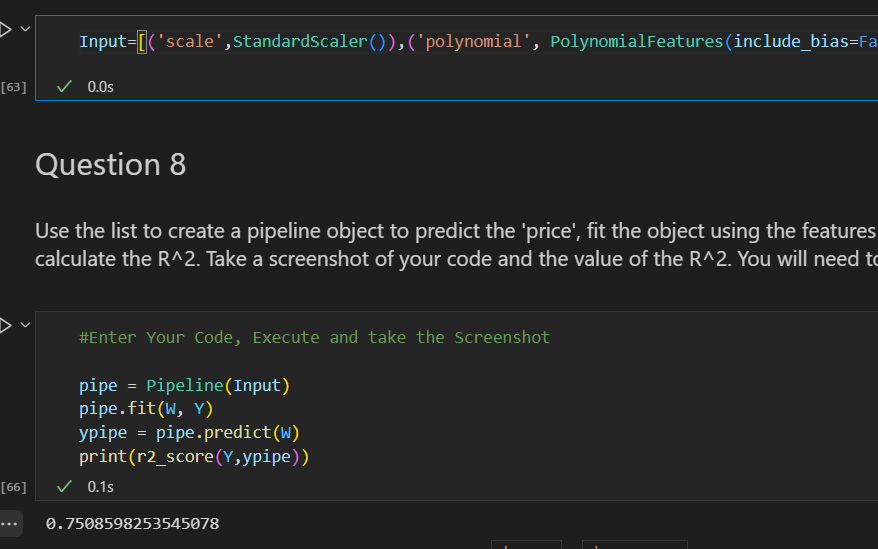 Input=[('scale',StandardScaler()),('polynomial', PolynomialFeatures(include_bias=Fa
[63]
0.0s
Question 8
Use the list to create a pipeline object to predict the 'price', fit the object using the features
calculate the R^2. Take a screenshot of your code and the value of the R^2. You will need to
#Enter Your Code, Execute and take the Screenshot
pipe = Pipeline(Input)
pipe.fit(W, Y)
ypipe = pipe.predict(W)
print(r2_score(Y,ypipe))
[66]
0.1s
0.7508598253545078